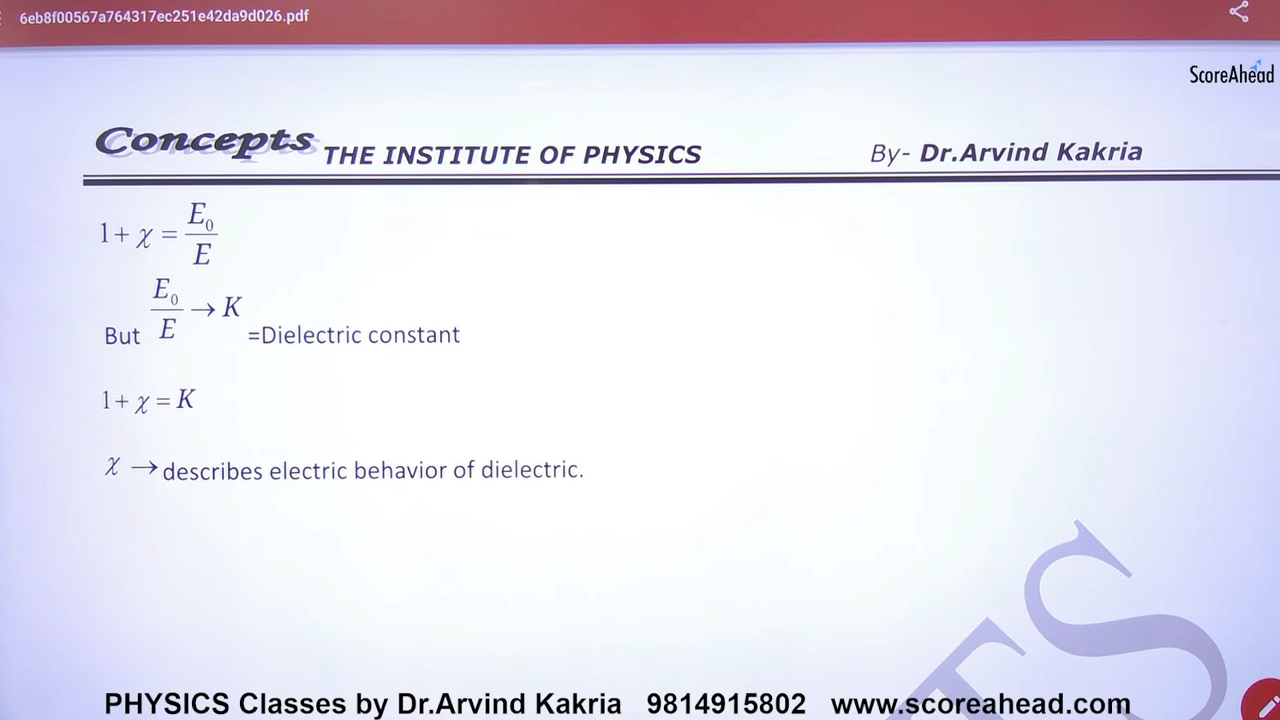 6eb8f00567a764317ec251e42da9d026.pdf
ScoreAhead
Concepts THE INSTITUTE OF PHYSICS By- Dr.Arvind Kakria
1 + χ = E₀/E
But E₀/E → K =Dielectric constant
1 + χ = K
χ → describes electric behavior of dielectric.
TS
PHYSICS Classes by Dr.Arvind Kakria 9814915802 www.scoreahead.com